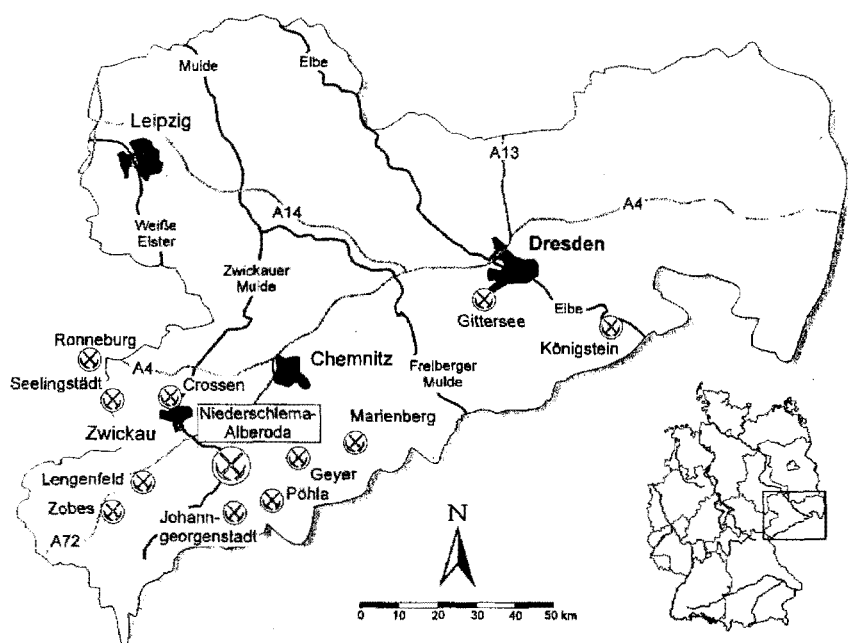 Mulde
Elbe
Leipzig
A13
Weiße
Elster
A14
A4
Zwickauer
Mulde
Dresden
Elbe
Gittersee
Königstein
Ronneburg
A4
Chemnitz
Freiberger
Mulde
Seelingstädt
Crossen
Zwickau
Niederschlema-
Alberoda
Marienberg
Lengenfeld
Geyer
Pöhla
Zobes
Johann-
georgenstadt
A72
N
0 10 20 30 40 50 km